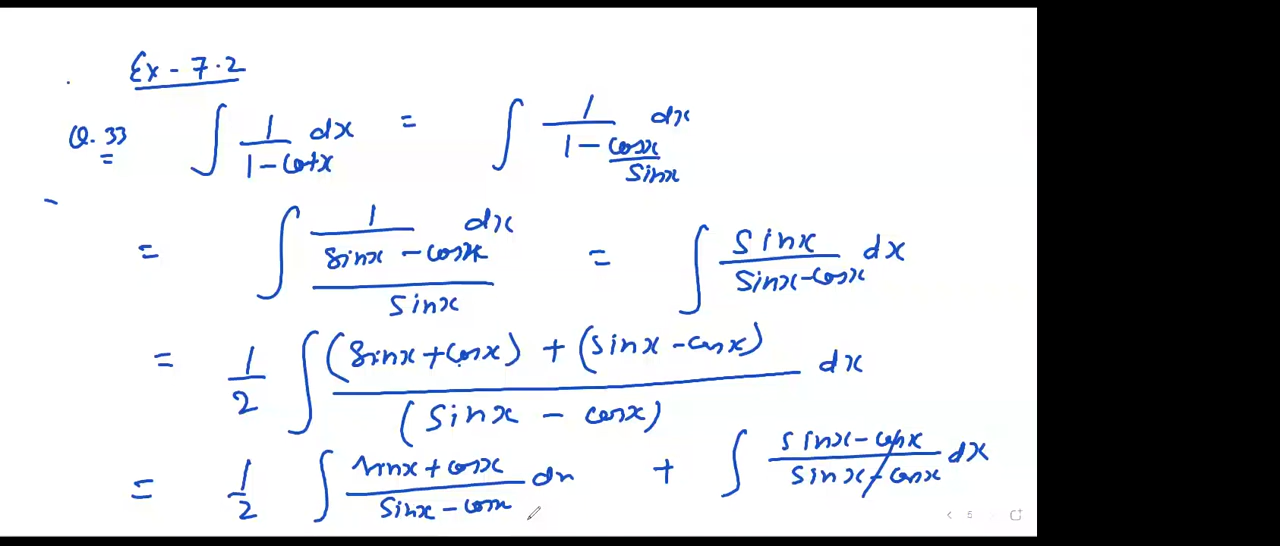 Ex - 7.2
Q. 33 ∫ 1/(1 - cotx) dx = ∫ 1/(1 - cosx/sinx) dx
= ∫ 1/((sinx - cosx)/sinx) dx = ∫ sinx/(sinx - cosx) dx
= 1/2 ∫ ((sinx + cosx) + (sinx - cosx))/(sinx - cosx) dx
= 1/2 ∫ (sinx + cosx)/(sinx - cosx) dx + ∫ (sinx - cosx)/(sinx - cosx) dx
< 6 >